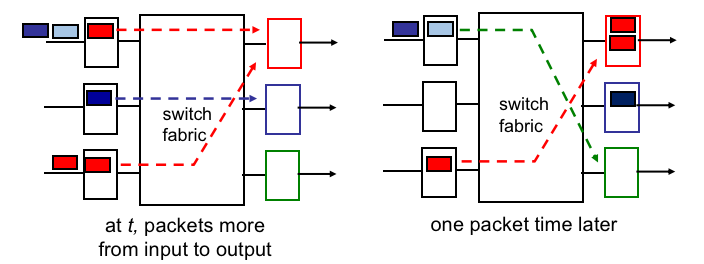 switch
fabric
at t, packets more
from input to output
switch
fabric
one packet time later